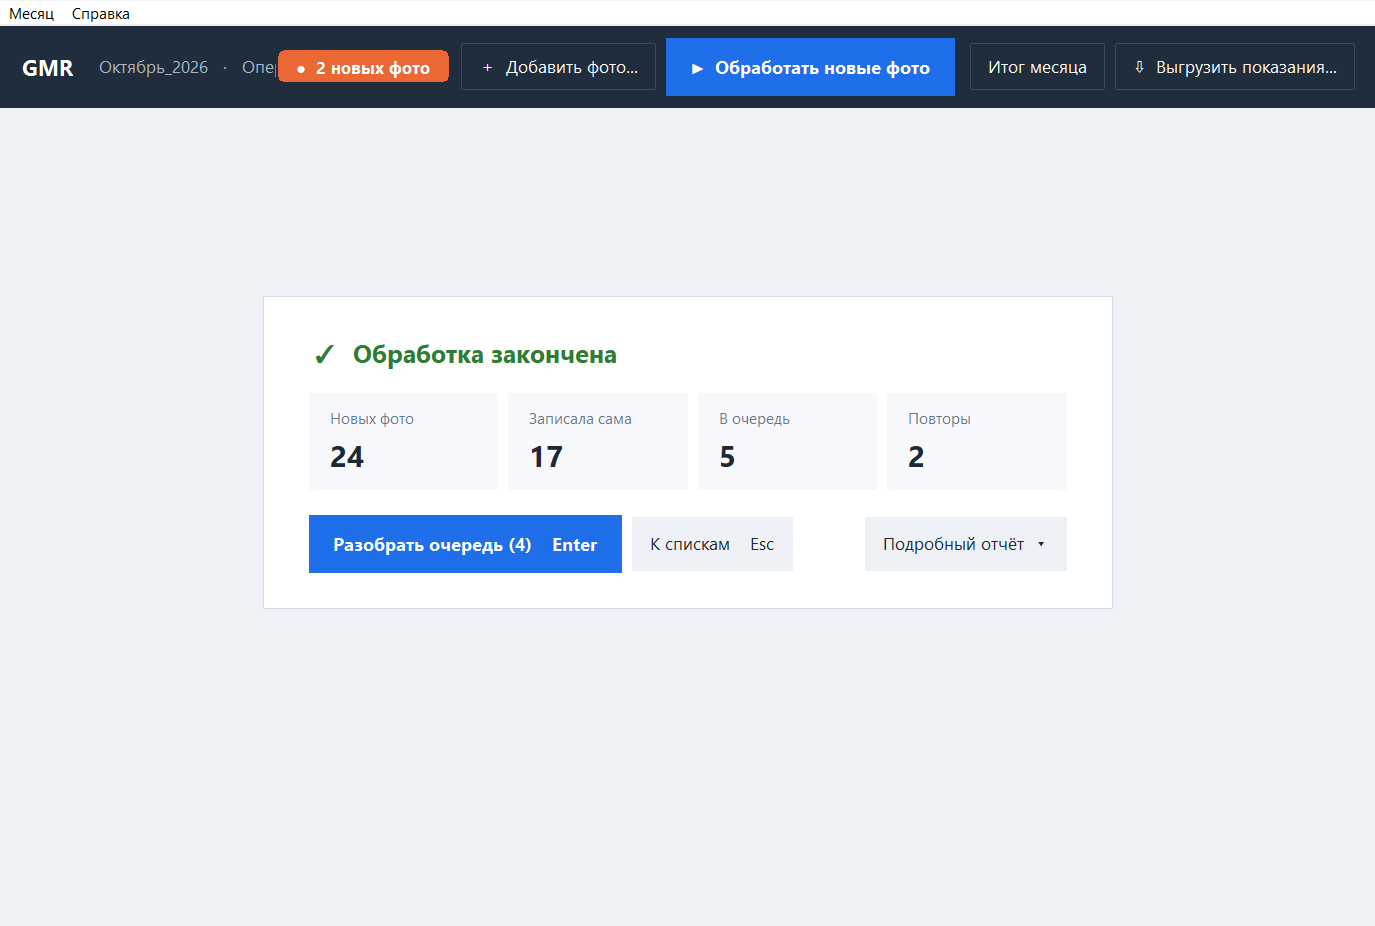 Месяц Справка
GMR Октябрь_2026 · Опер ● 2 новых фото + Добавить фото... ► Обработать новые фото Итог месяца ⇩ Выгрузить показания...
✓ Обработка закончена
Новых фото Записала сама В очередь Повторы
24 17 5 2
Разобрать очередь (4) Enter К спискам Esc Подробный отчёт ▾